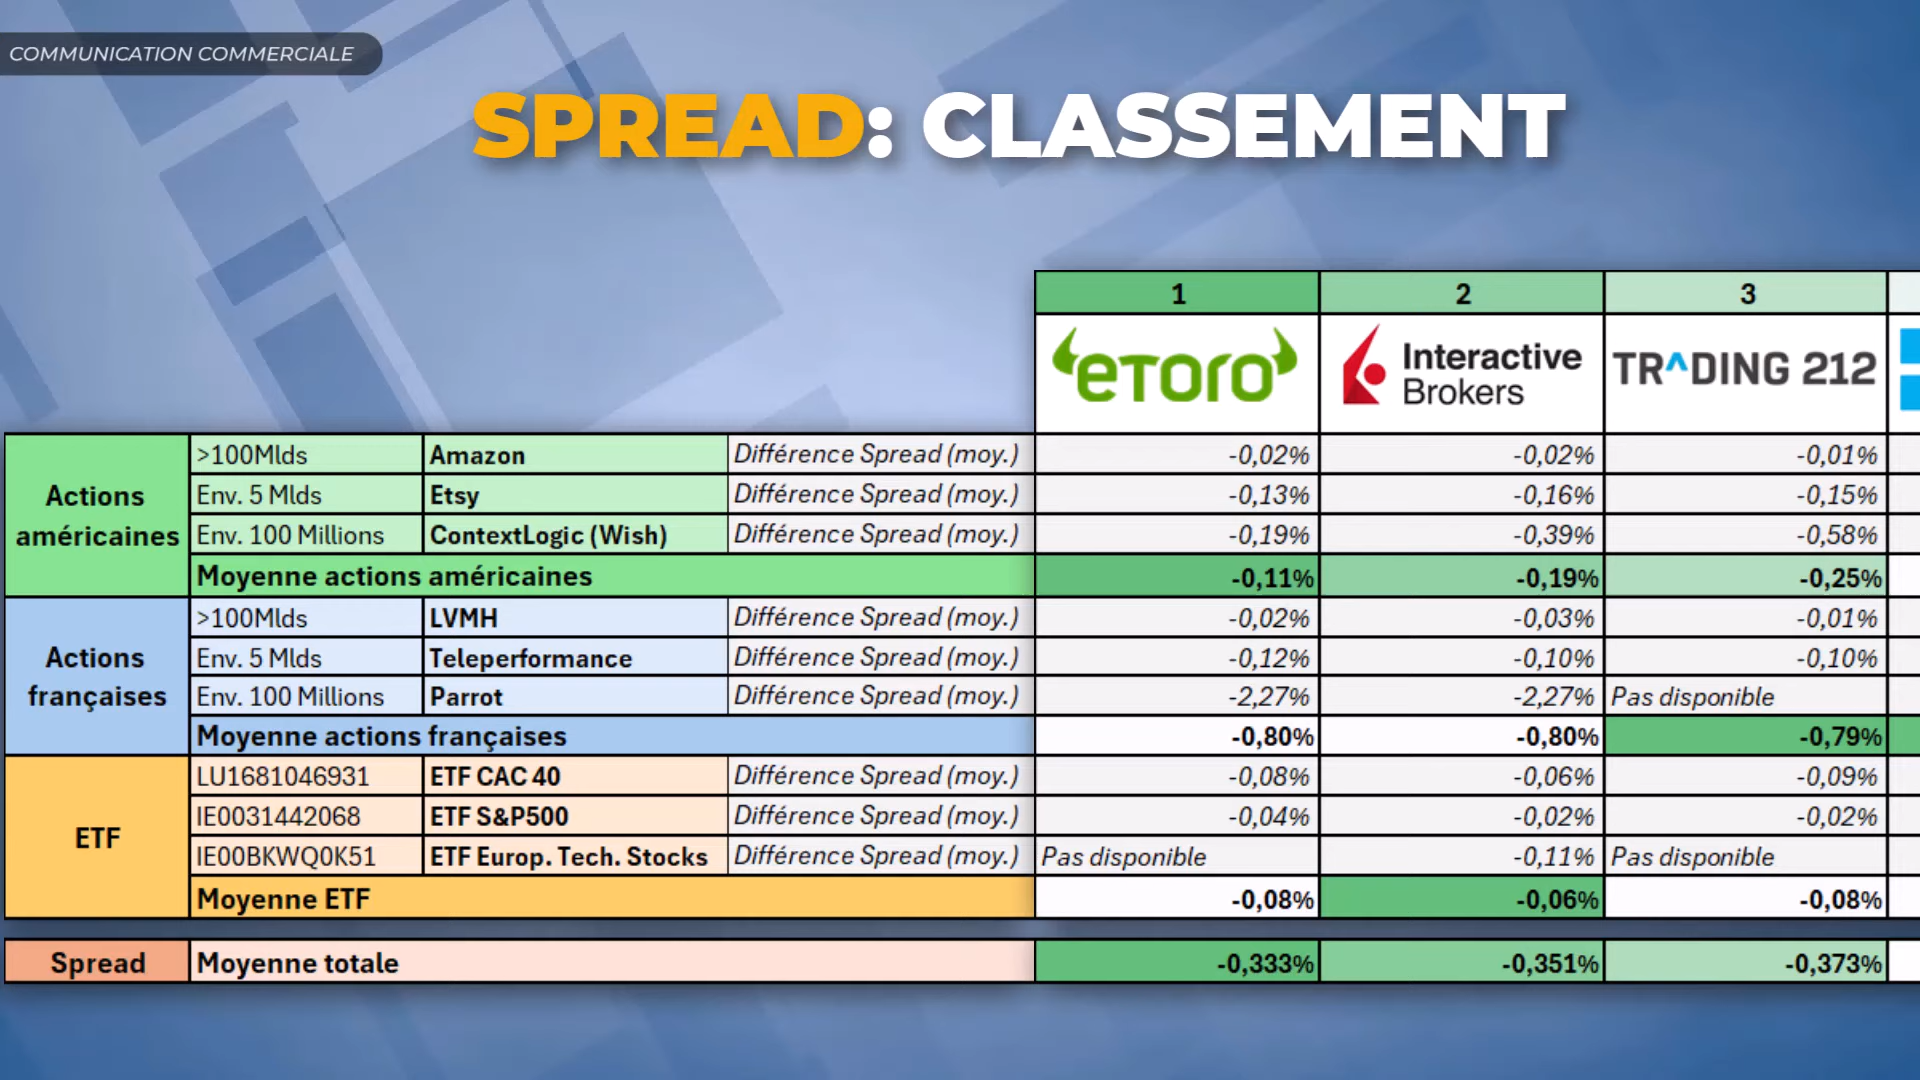 COMMUNICATION COMMERCIALE
SPREAD: CLASSEMENT
1 2 3
eToro Interactive Brokers TRADING 212
Actions américaines
>100Mlds Amazon Différence Spread (moy.) -0,02% -0,02% -0,01%
Env. 5 Mlds Etsy Différence Spread (moy.) -0,13% -0,16% -0,15%
Env. 100 Millions ContextLogic (Wish) Différence Spread (moy.) -0,19% -0,39% -0,58%
Moyenne actions américaines -0,11% -0,19% -0,25%
Actions françaises
>100Mlds LVMH Différence Spread (moy.) -0,02% -0,03% -0,01%
Env. 5 Mlds Teleperformance Différence Spread (moy.) -0,12% -0,10% -0,10%
Env. 100 Millions Parrot Différence Spread (moy.) -2,27% -2,27% Pas disponible
Moyenne actions françaises -0,80% -0,80% -0,79%
ETF
LU1681046931 ETF CAC 40 Différence Spread (moy.) -0,08% -0,06% -0,09%
IE0031442068 ETF S&P500 Différence Spread (moy.) -0,04% -0,02% -0,02%
IE00BKWQ0K51 ETF Europ. Tech. Stocks Différence Spread (moy.) Pas disponible -0,11% Pas disponible
Moyenne ETF -0,08% -0,06% -0,08%
Spread Moyenne totale -0,333% -0,351% -0,373%